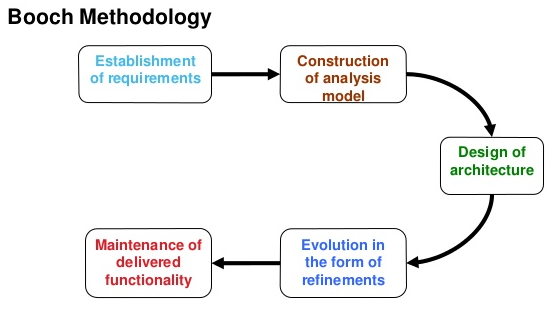 Booch Methodology
Establishment
of requirements
Construction
of analysis
model
Design of
architecture
Evolution in
the form of
refinements
Maintenance of
delivered
functionality